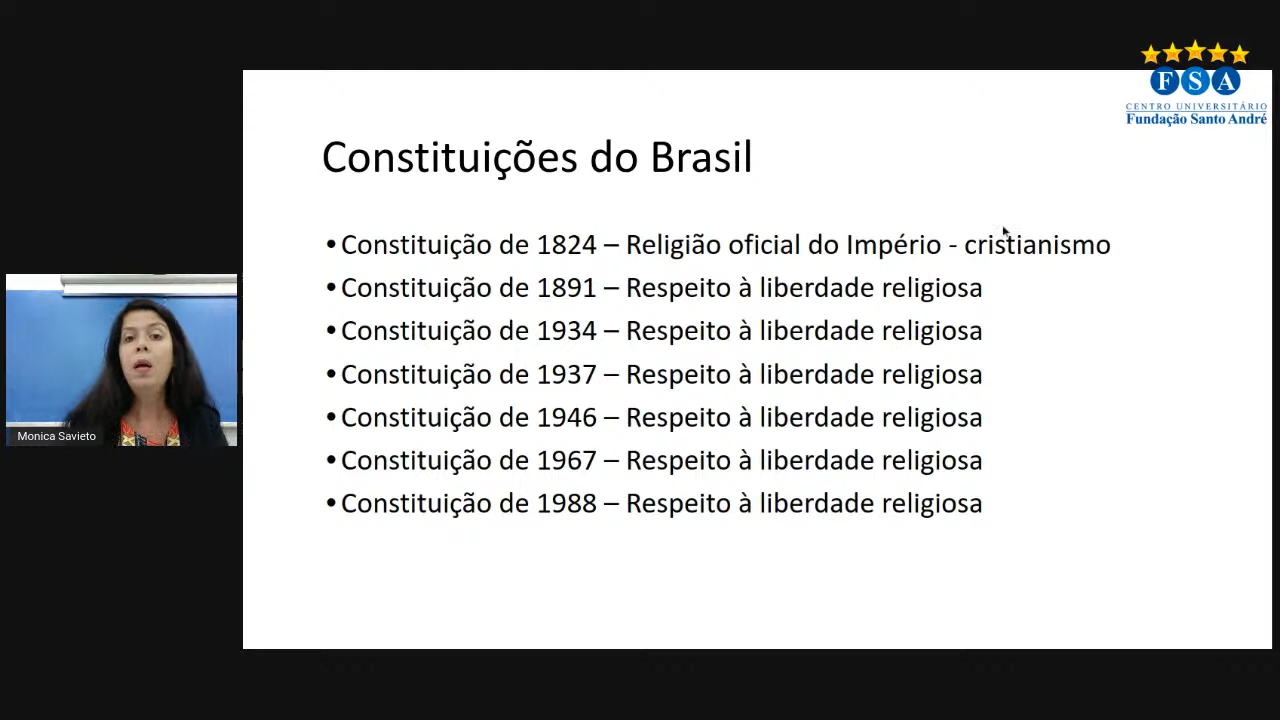 F S A
CENTRO UNIVERSITÁRIO
Fundação Santo André
Constituições do Brasil
•Constituição de 1824 – Religião oficial do Império - cristianismo
•Constituição de 1891 – Respeito à liberdade religiosa
•Constituição de 1934 – Respeito à liberdade religiosa
•Constituição de 1937 – Respeito à liberdade religiosa
•Constituição de 1946 – Respeito à liberdade religiosa
•Constituição de 1967 – Respeito à liberdade religiosa
•Constituição de 1988 – Respeito à liberdade religiosa
Monica Savieto